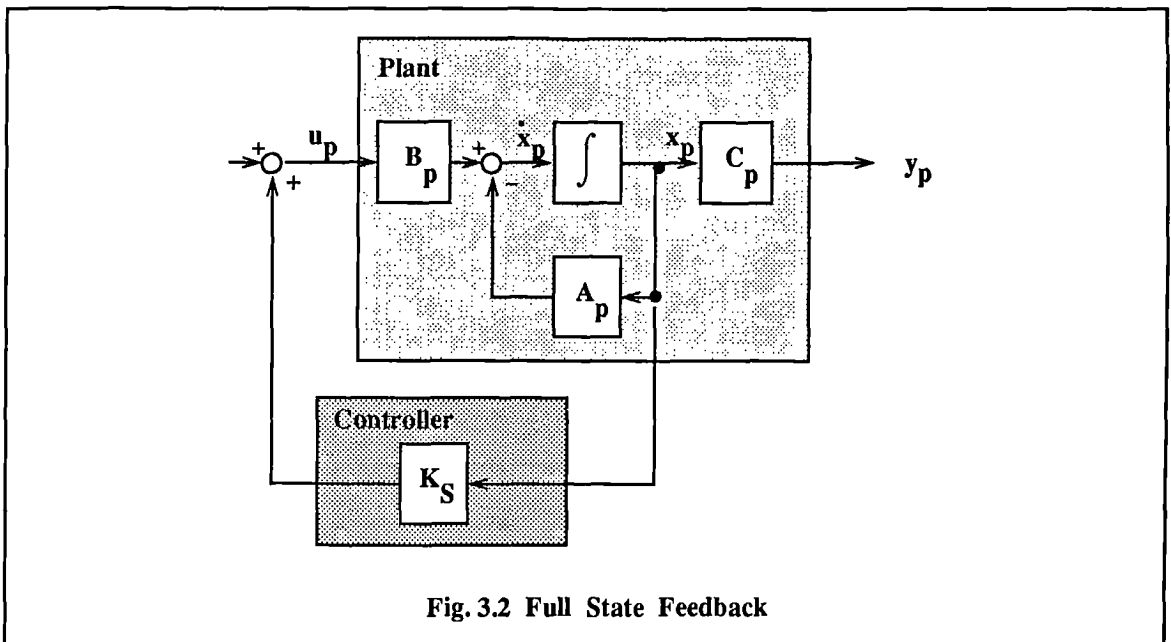 Plant
+ u_p B_p + ẋ_p ∫ x_p C_p y_p
+ −
A_p
Controller
K_S
Fig. 3.2 Full State Feedback